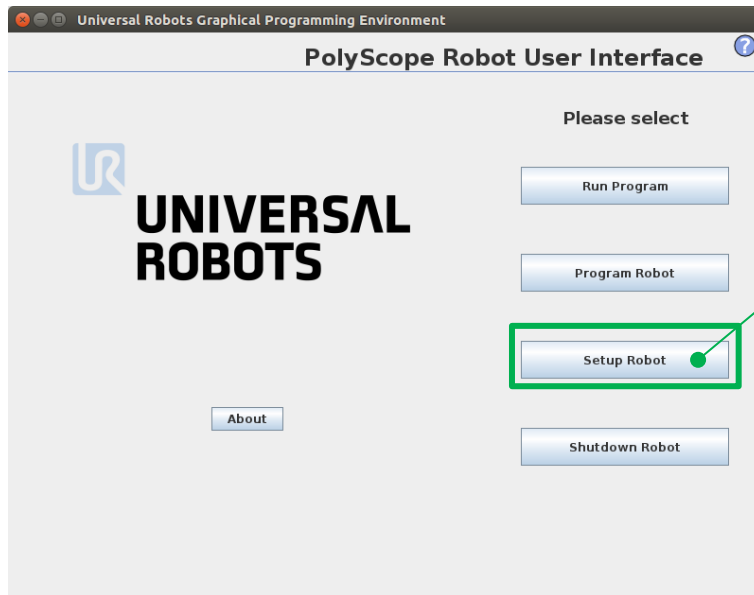 Universal Robots Graphical Programming Environment
PolyScope Robot User Interface
?
Please select
UR
UNIVERSAL
ROBOTS
Run Program
Program Robot
Setup Robot
About
Shutdown Robot